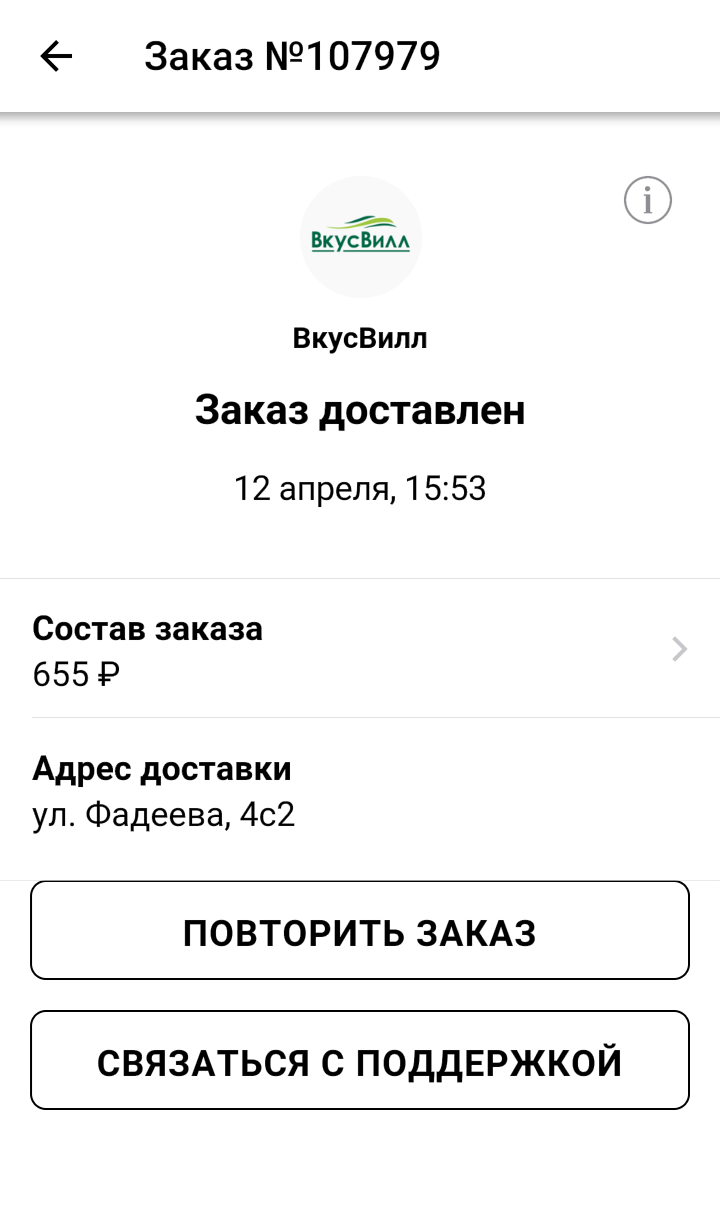 Заказ №107979
ВкусВилл
ВкусВилл
Заказ доставлен
12 апреля, 15:53
Состав заказа
655 ₽
Адрес доставки
ул. Фадеева, 4с2
ПОВТОРИТЬ ЗАКАЗ
СВЯЗАТЬСЯ С ПОДДЕРЖКОЙ